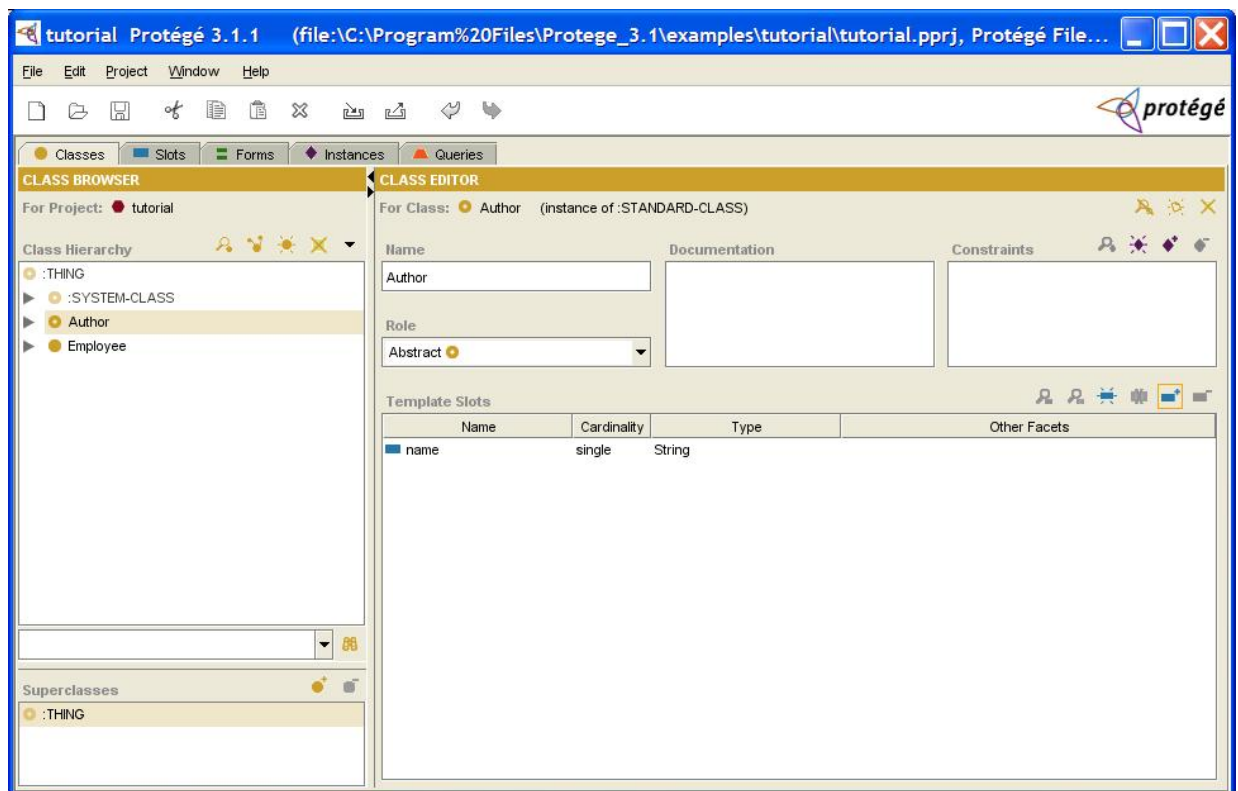 tutorial Protégé 3.1.1 (file:\C:\Program%20Files\Protege_3.1\examples\tutorial\tutorial.pprj, Protégé File...
File Edit Project Window Help
protégé
Classes Slots Forms Instances Queries
CLASS BROWSER
For Project: tutorial
Class Hierarchy
:THING
:SYSTEM-CLASS
Author
Employee
Superclasses
:THING
CLASS EDITOR
For Class: Author (instance of :STANDARD-CLASS)
Name
Author
Role
Abstract
Documentation
Constraints
Template Slots
Name Cardinality Type Other Facets
name single String